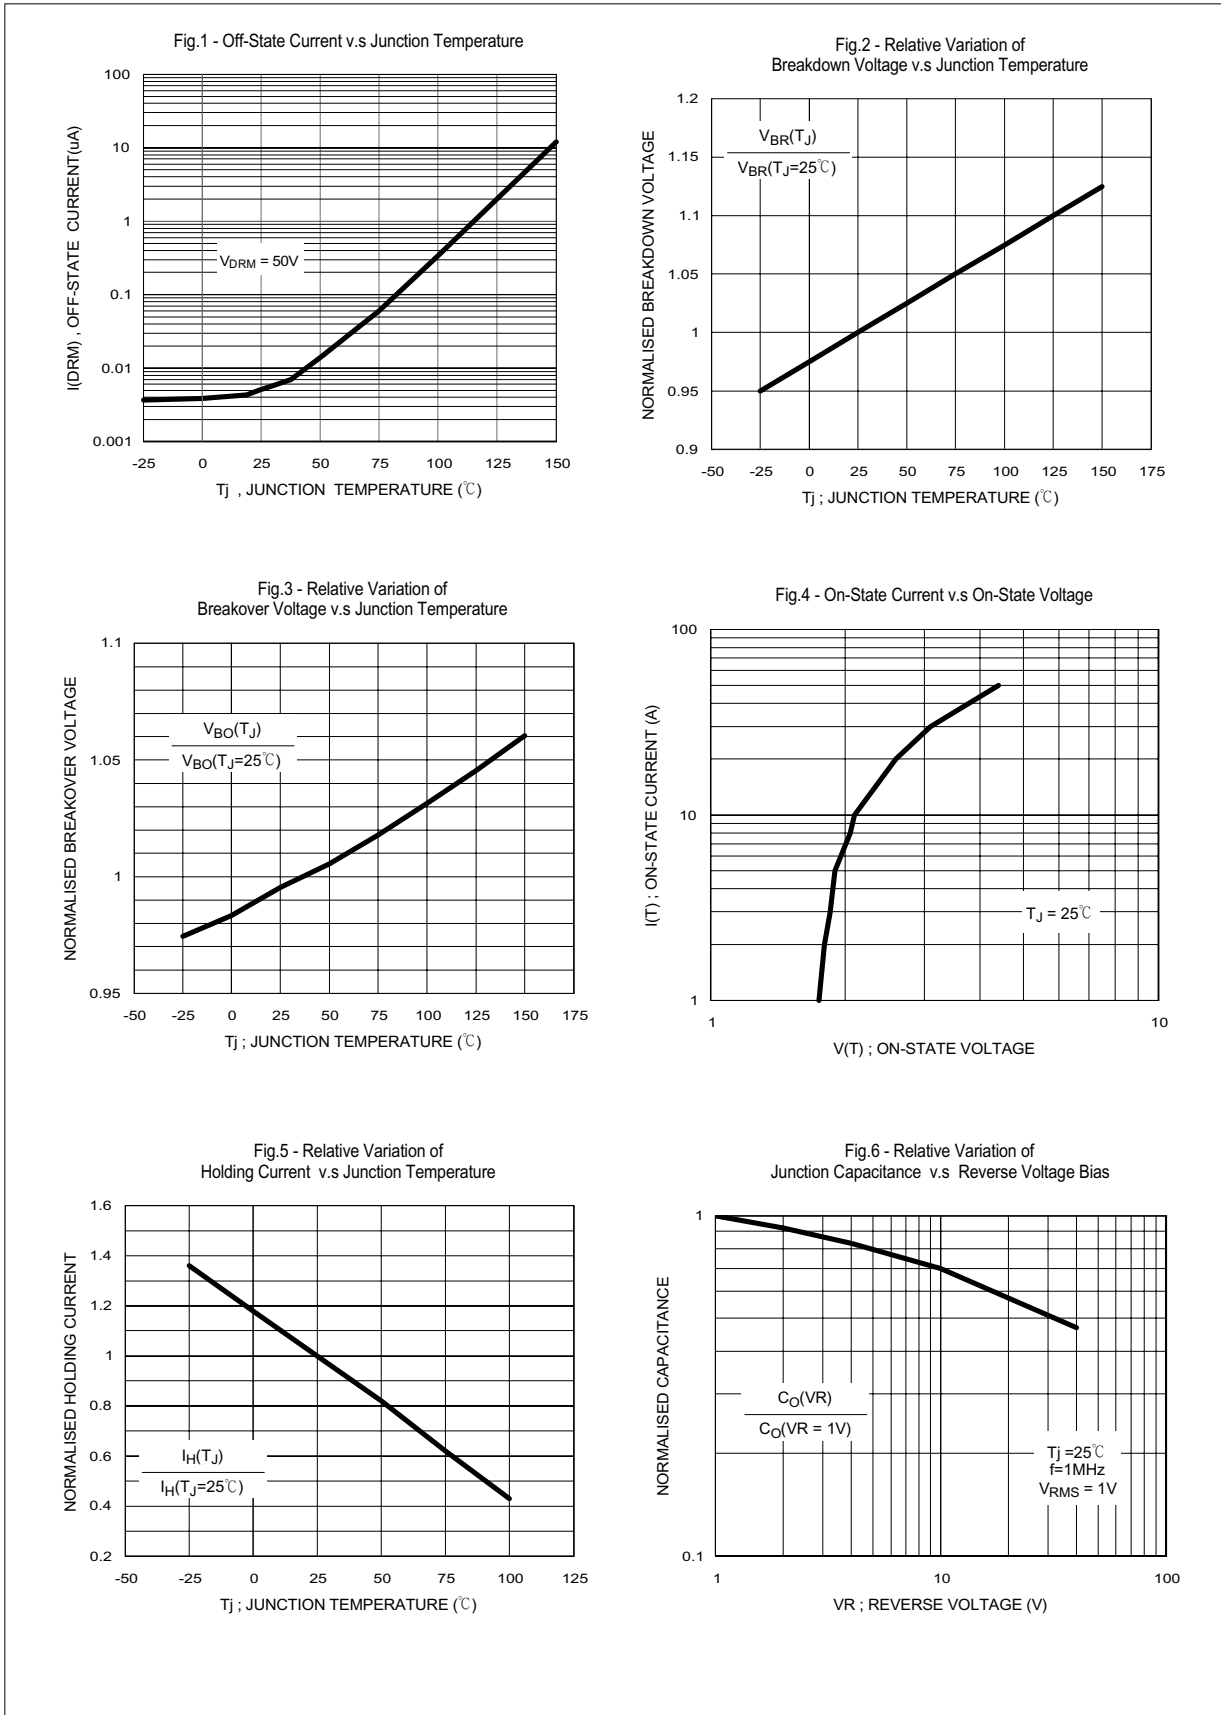 Fig.1 - Off-State Current v.s Junction Temperature
100
10
1
0.1
0.01
0.001
I(DRM) , OFF-STATE CURRENT(uA)
VDRM = 50V
-25 0 25 50 75 100 125 150
Tj , JUNCTION TEMPERATURE (℃)
Fig.2 - Relative Variation of
Breakdown Voltage v.s Junction Temperature
1.2
1.15
1.1
1.05
1
0.95
0.9
NORMALISED BREAKDOWN VOLTAGE
VBR(TJ)
VBR(TJ=25℃)
-50 -25 0 25 50 75 100 125 150 175
Tj ; JUNCTION TEMPERATURE (℃)
Fig.3 - Relative Variation of
Breakover Voltage v.s Junction Temperature
1.1
1.05
1
0.95
NORMALISED BREAKOVER VOLTAGE
VBO(TJ)
VBO(TJ=25℃)
-50 -25 0 25 50 75 100 125 150 175
Tj ; JUNCTION TEMPERATURE (℃)
Fig.4 - On-State Current v.s On-State Voltage
100
10
1
I(T) ; ON-STATE CURRENT (A)
TJ = 25℃
1 10
V(T) ; ON-STATE VOLTAGE
Fig.5 - Relative Variation of
Holding Current v.s Junction Temperature
1.6
1.4
1.2
1
0.8
0.6
0.4
0.2
NORMALISED HOLDING CURRENT
IH(TJ)
IH(TJ=25℃)
-50 -25 0 25 50 75 100 125
Tj ; JUNCTION TEMPERATURE (℃)
Fig.6 - Relative Variation of
Junction Capacitance v.s Reverse Voltage Bias
1
0.1
NORMALISED CAPACITANCE
CO(VR)
CO(VR = 1V)
Tj =25℃
f=1MHz
VRMS = 1V
1 10 100
VR ; REVERSE VOLTAGE (V)